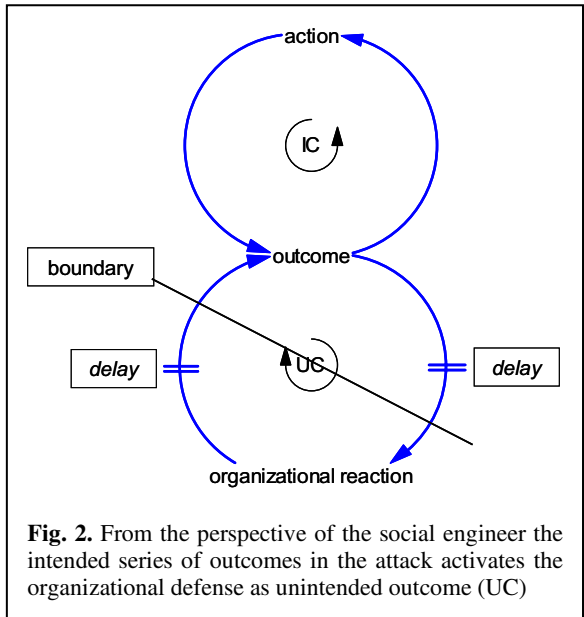 action
IC
outcome
boundary
delay
UC
delay
organizational reaction
Fig. 2. From the perspective of the social engineer the
intended series of outcomes in the attack activates the
organizational defense as unintended outcome (UC)